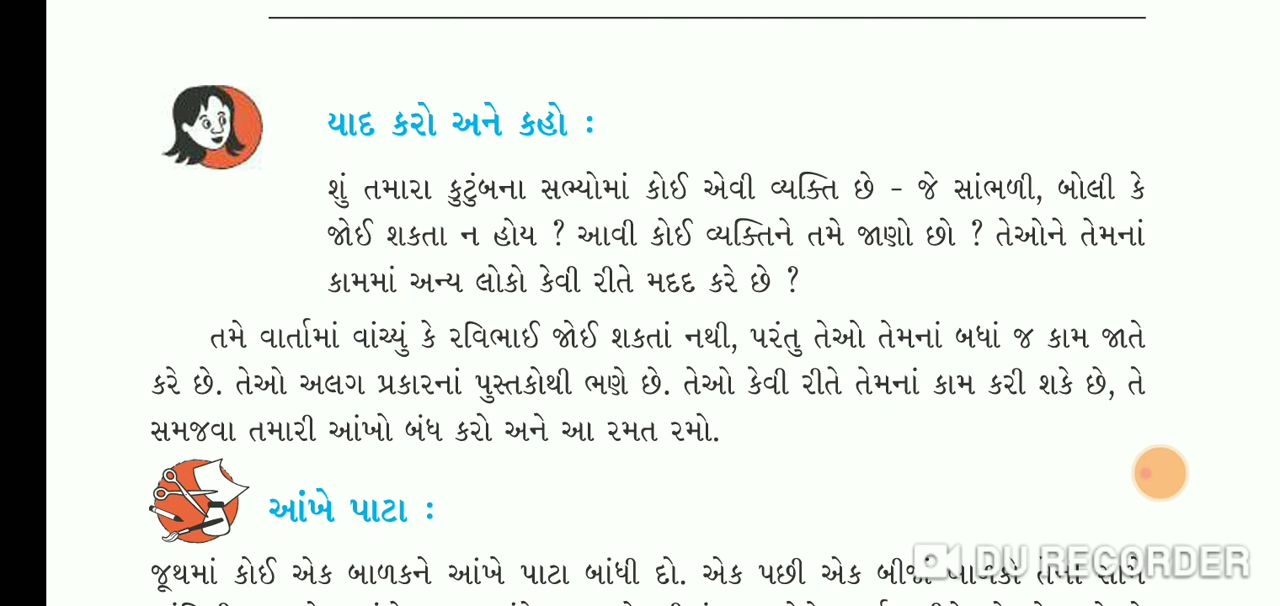 યાદ કરો અને કહો :
શું તમારા કુટુંબના સભ્યોમાં કોઈ એવી વ્યક્તિ છે - જે સાંભળી, બોલી કે
જોઈ શકતા ન હોય ? આવી કોઈ વ્યક્તિને તમે જાણો છો ? તેઓને તેમનાં
કામમાં અન્ય લોકો કેવી રીતે મદદ કરે છે ?
તમે વાર્તામાં વાંચ્યું કે રવિભાઈ જોઈ શકતાં નથી, પરંતુ તેઓ તેમનાં બધાં જ કામ જાતે
કરે છે. તેઓ અલગ પ્રકારનાં પુસ્તકોથી ભણે છે. તેઓ કેવી રીતે તેમનાં કામ કરી શકે છે, તે
સમજવા તમારી આંખો બંધ કરો અને આ રમત રમો.
આંખે પાટા :
જૂથમાં કોઈ એક બાળકને આંખે પાટા બાંધી દો. એક પછી એક બીજાં
DU RECORDER